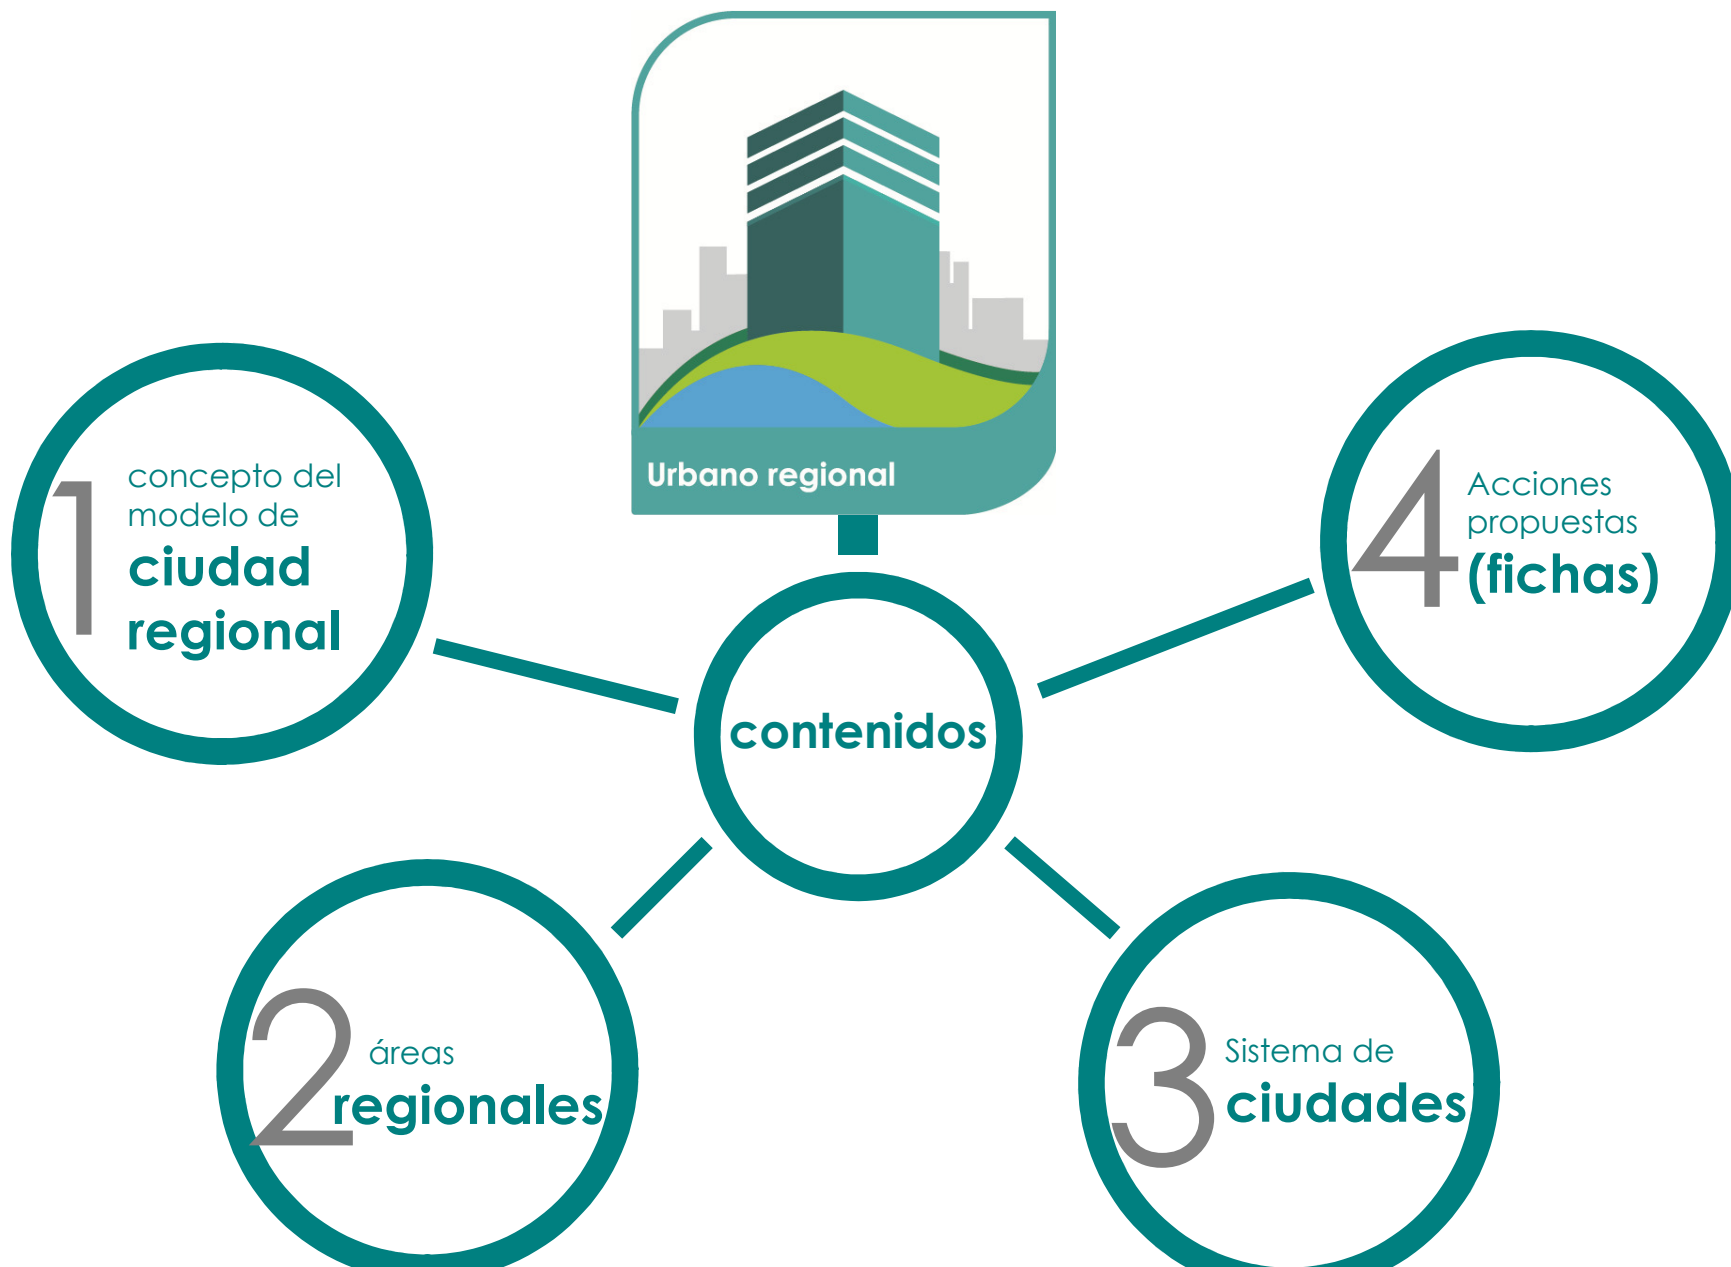 Urbano regional
contenidos
1
concepto del
modelo de
ciudad
regional
2
áreas
regionales
3
Sistema de
ciudades
4
Acciones
propuestas
(fichas)